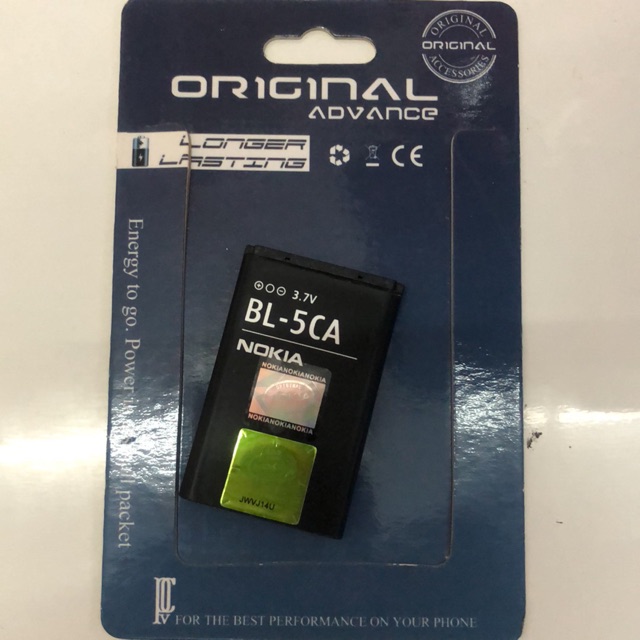 ORIGINAL
ORIGINAL
ACCESSORIES
ORIGINAL
ADVANCE
LONGER
LASTING
CE
3.7V
BL-5CA
NOKIA
NOKIANOKIANOKIA
NOKIANOKIANOKIA
JWVJ14U
Energy to go. packet
FOR THE BEST PERFORMANCE ON YOUR PHONE